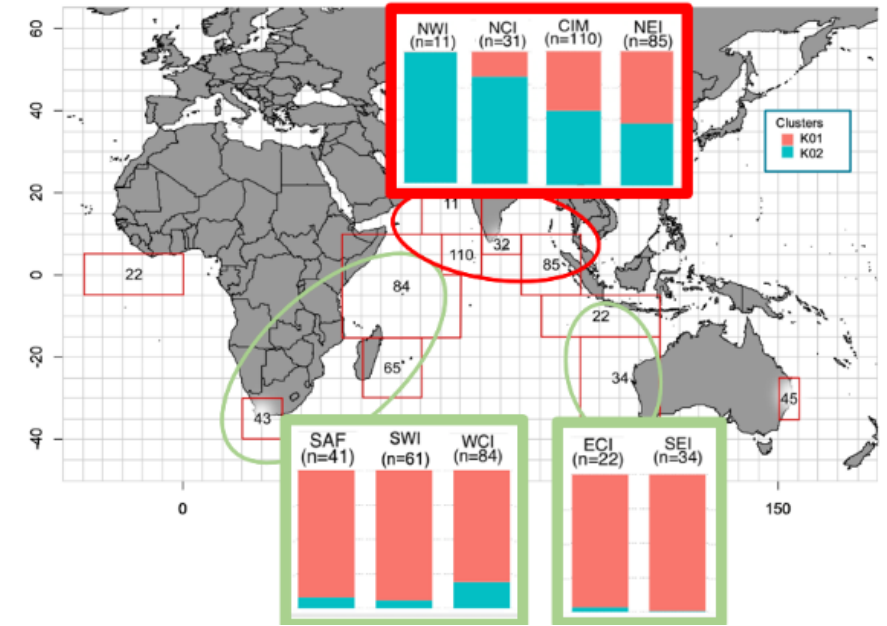 60
40
20
0
-20
-40
0
150
NWI
(n=11)
NCI
(n=31)
CIM
(n=110)
NEI
(n=85)
Clusters
K01
K02
11
32
110
85
22
84
22
65
34
45
43
SAF
(n=41)
SWI
(n=61)
WCI
(n=84)
ECI
(n=22)
SEI
(n=34)